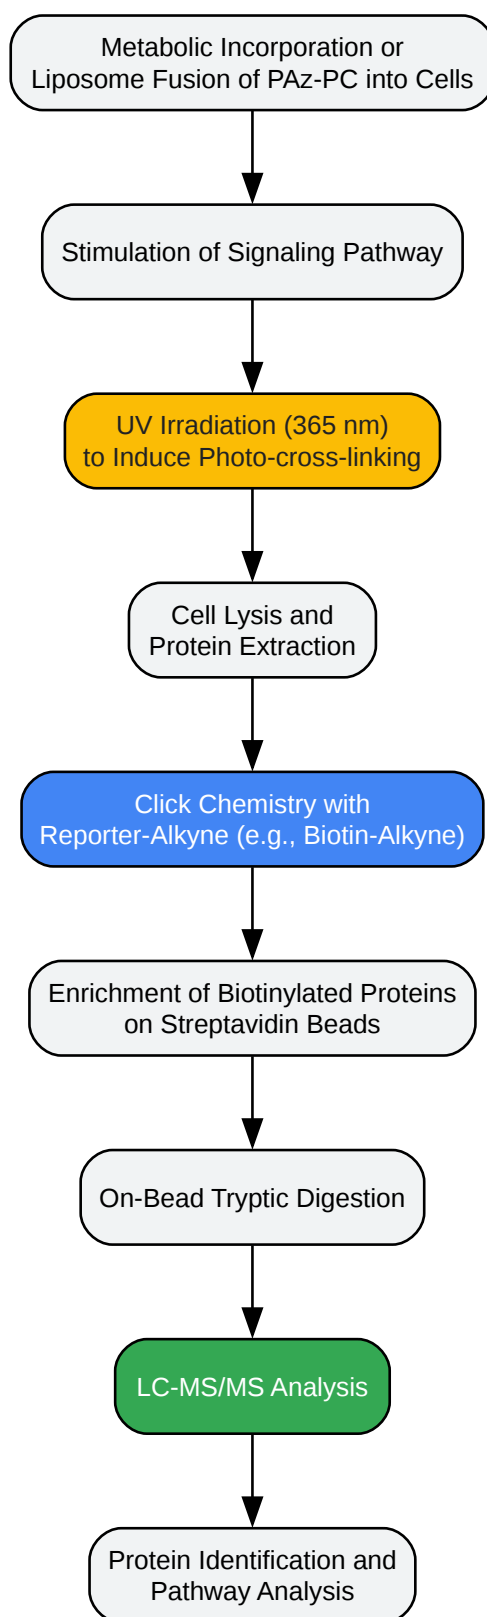 Metabolic Incorporation or
Liposome Fusion of PAz-PC into Cells
Stimulation of Signaling Pathway
UV Irradiation (365 nm)
to Induce Photo-cross-linking
Cell Lysis and
Protein Extraction
Click Chemistry with
Reporter-Alkyne (e.g., Biotin-Alkyne)
Enrichment of Biotinylated Proteins
on Streptavidin Beads
On-Bead Tryptic Digestion
LC-MS/MS Analysis
Protein Identification and
Pathway Analysis